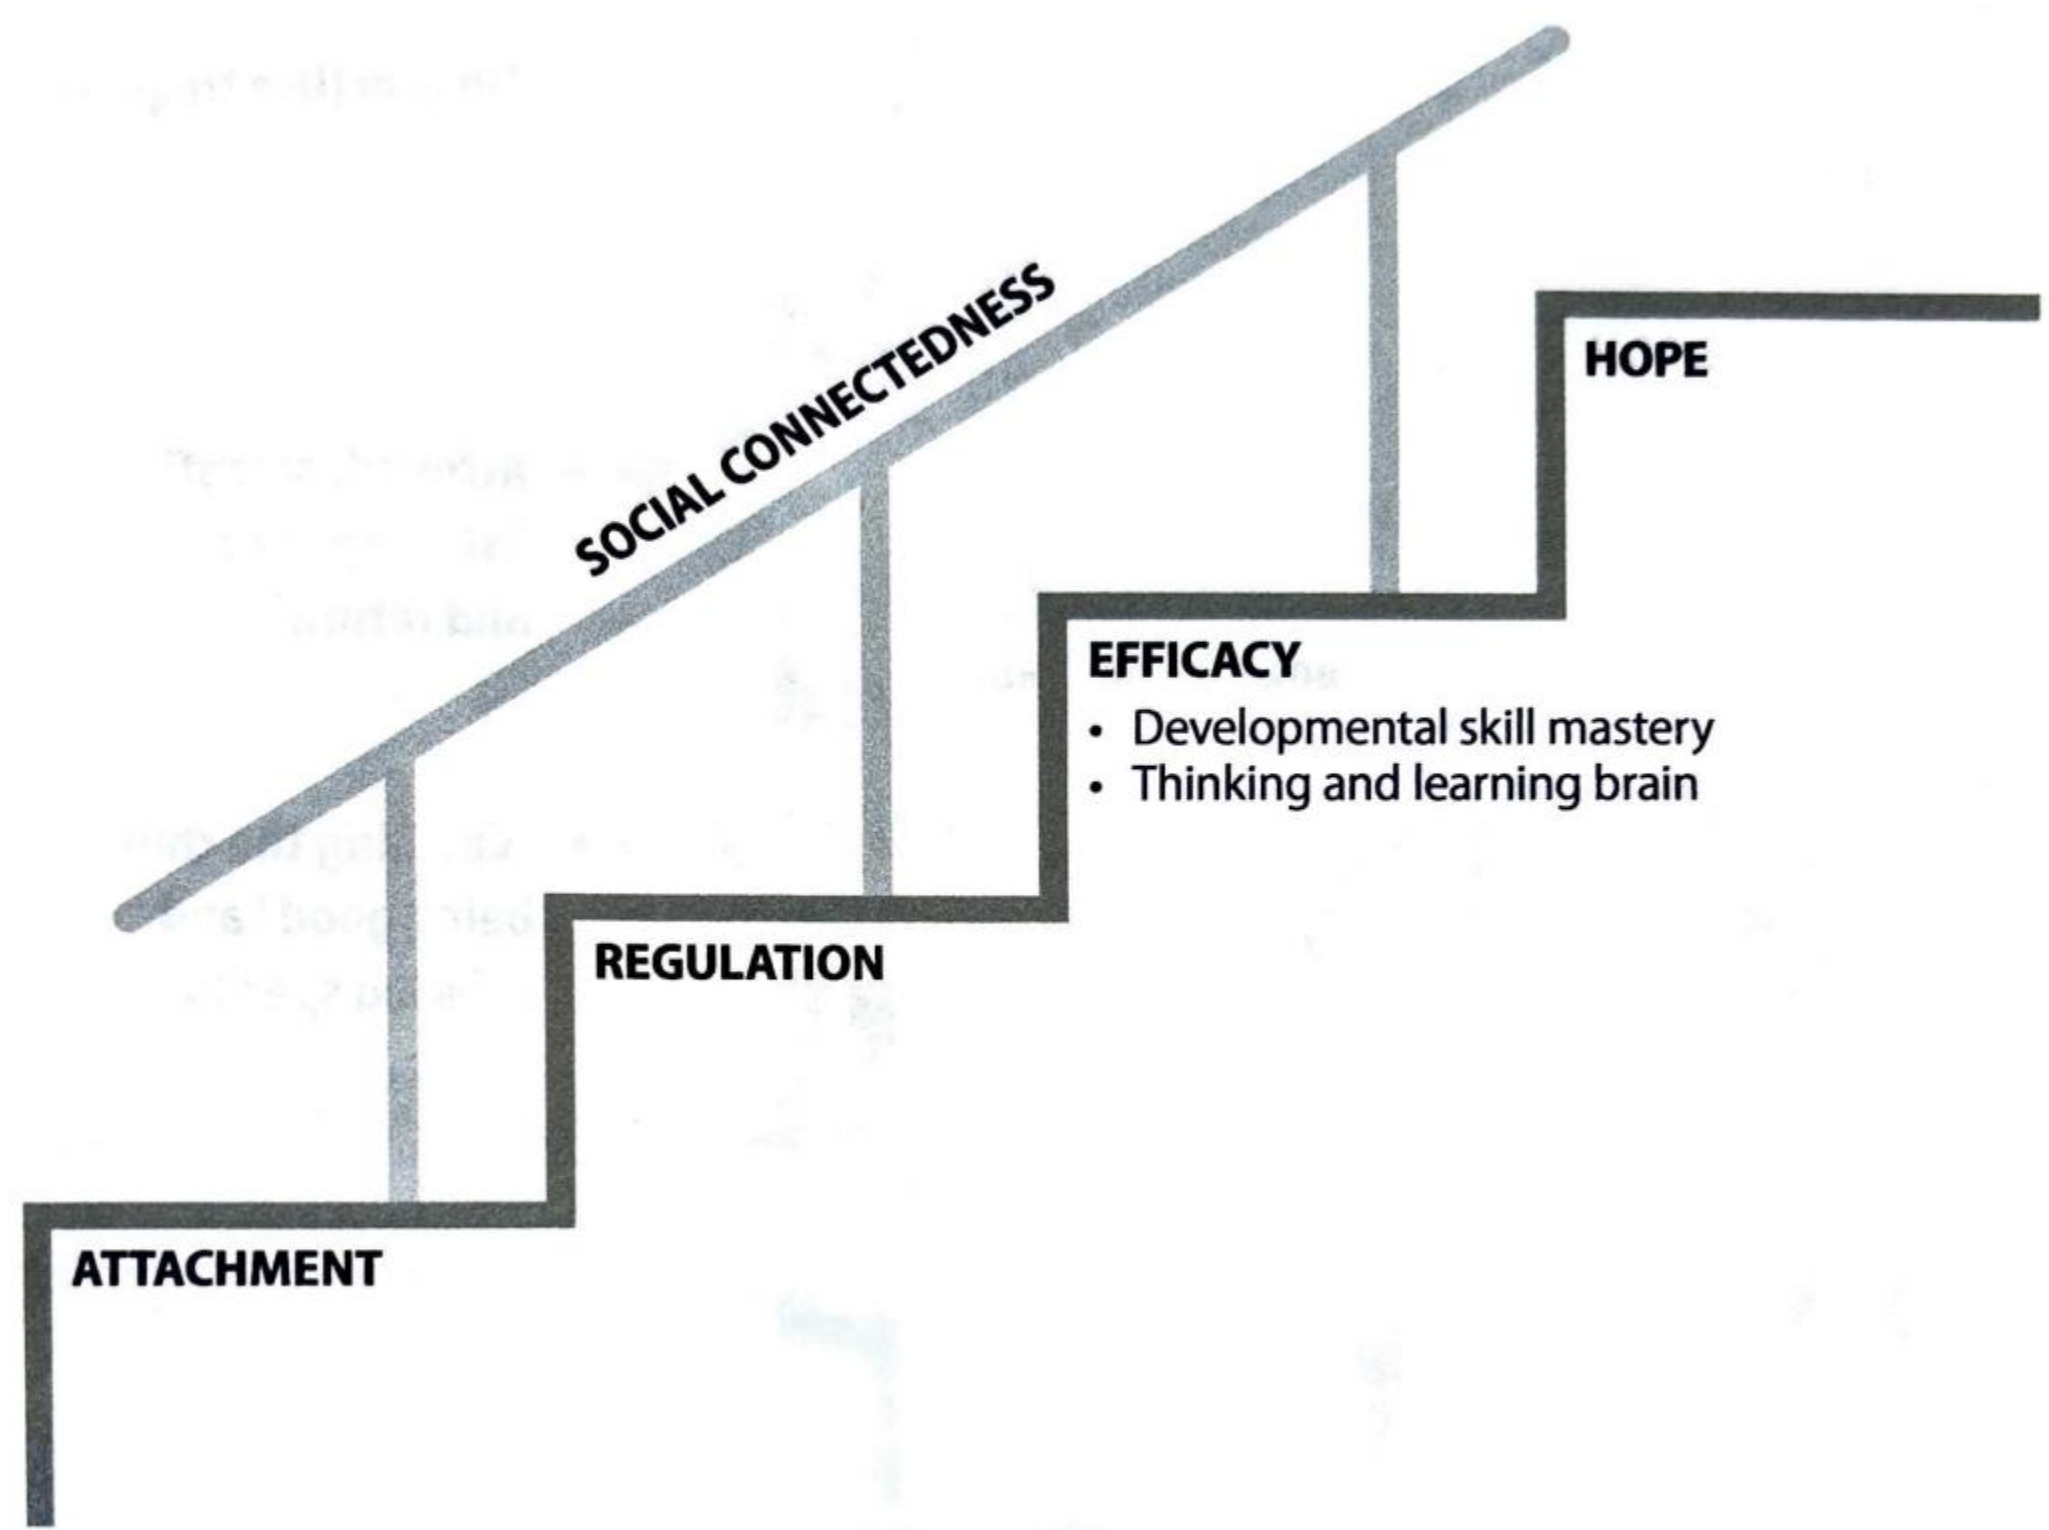 SOCIAL CONNECTEDNESS
HOPE
EFFICACY
• Developmental skill mastery
• Thinking and learning brain
REGULATION
ATTACHMENT